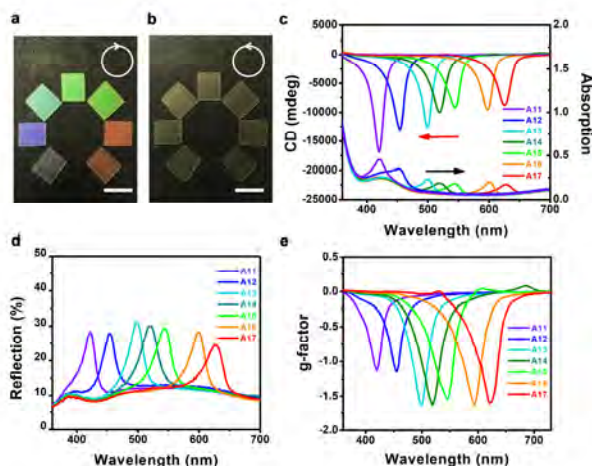 a
b
c
5000
0
-5000
-10000
-15000
-20000
-25000
CD (mdeg)
2.0
1.5
1.0
0.5
0.0
Absorption
A11
A12
A13
A14
A15
A16
A17
400
500
600
700
Wavelength (nm)
d
50
40
30
20
10
0
Reflection (%)
A11
A12
A13
A14
A15
A16
A17
400
500
600
700
Wavelength (nm)
e
0.5
0.0
-0.5
-1.0
-1.5
-2.0
g-factor
A11
A12
A13
A14
A15
A16
A17
400
500
600
700
Wavelength (nm)